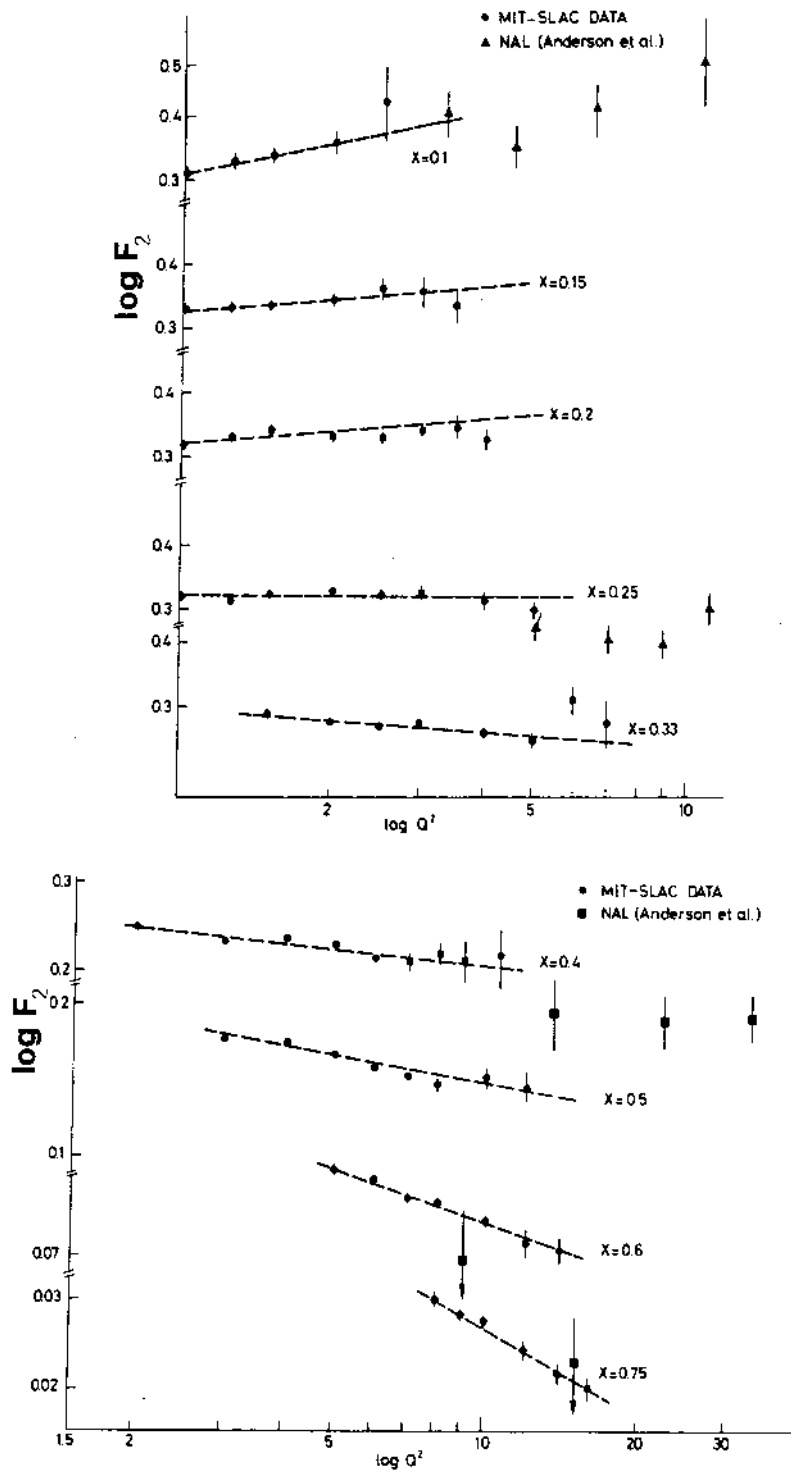 • MIT-SLAC DATA
▲ NAL (Anderson et al.)
0.5
0.4
0.3
X=0.1
log F₂
0.4
X=0.15
0.3
0.4
X=0.2
0.3
0.4
X=0.25
0.3
0.4
0.3
X=0.33
2 5 10
log Q²
0.3
• MIT-SLAC DATA
■ NAL (Anderson et al.)
X=0.4
0.2
0.2
log F₂
X=0.5
0.1
X=0.6
0.07
0.03
X=0.75
0.02
1.5 2 5 10 20 30
log Q²